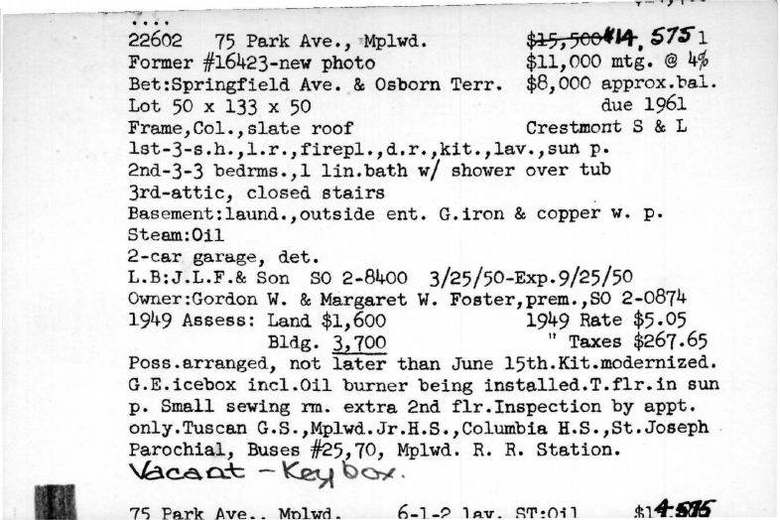 ....
22602 75 Park Ave., Mplwd. $15,500 $14,575 1
Former #16423-new photo $11,000 mtg. @ 4%
Bet:Springfield Ave. & Osborn Terr. $8,000 approx.bal.
Lot 50 x 133 x 50 due 1961
Frame,Col.,slate roof Crestmont S & L
1st-3-s.h.,l.r.,firepl.,d.r.,kit.,lav.,sun p.
2nd-3-3 bedrms.,1 lin.bath w/ shower over tub
3rd-attic, closed stairs
Basement:laund.,outside ent. G.iron & copper w. p.
Steam:Oil
2-car garage, det.
L.B:J.L.F.& Son SO 2-8400 3/25/50-Exp.9/25/50
Owner:Gordon W. & Margaret W. Foster,prem.,SO 2-0874
1949 Assess: Land $1,600 1949 Rate $5.05
Bldg. 3,700 " Taxes $267.65
Poss.arranged, not later than June 15th.Kit.modernized.
G.E.icebox incl.Oil burner being installed.T.flr.in sun
p. Small sewing rm. extra 2nd flr.Inspection by appt.
only.Tuscan G.S.,Mplwd.Jr.H.S.,Columbia H.S.,St.Joseph
Parochial, Buses #25,70, Mplwd. R. R. Station.
Vacant - Key box.
75 Park Ave., Mplwd. 6-1-2 lav. ST:Oil